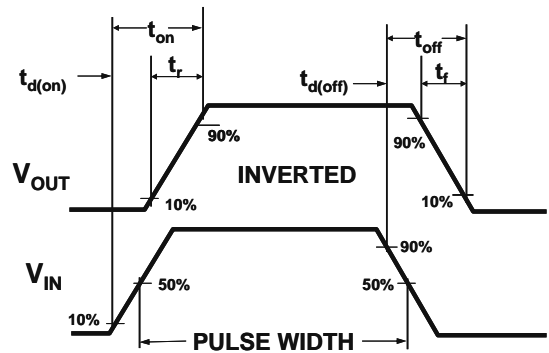 t_on
t_off
t_d(on)
t_r
t_d(off)
t_f
90%
90%
V_OUT
INVERTED
10%
10%
90%
V_IN
50%
50%
10%
PULSE WIDTH